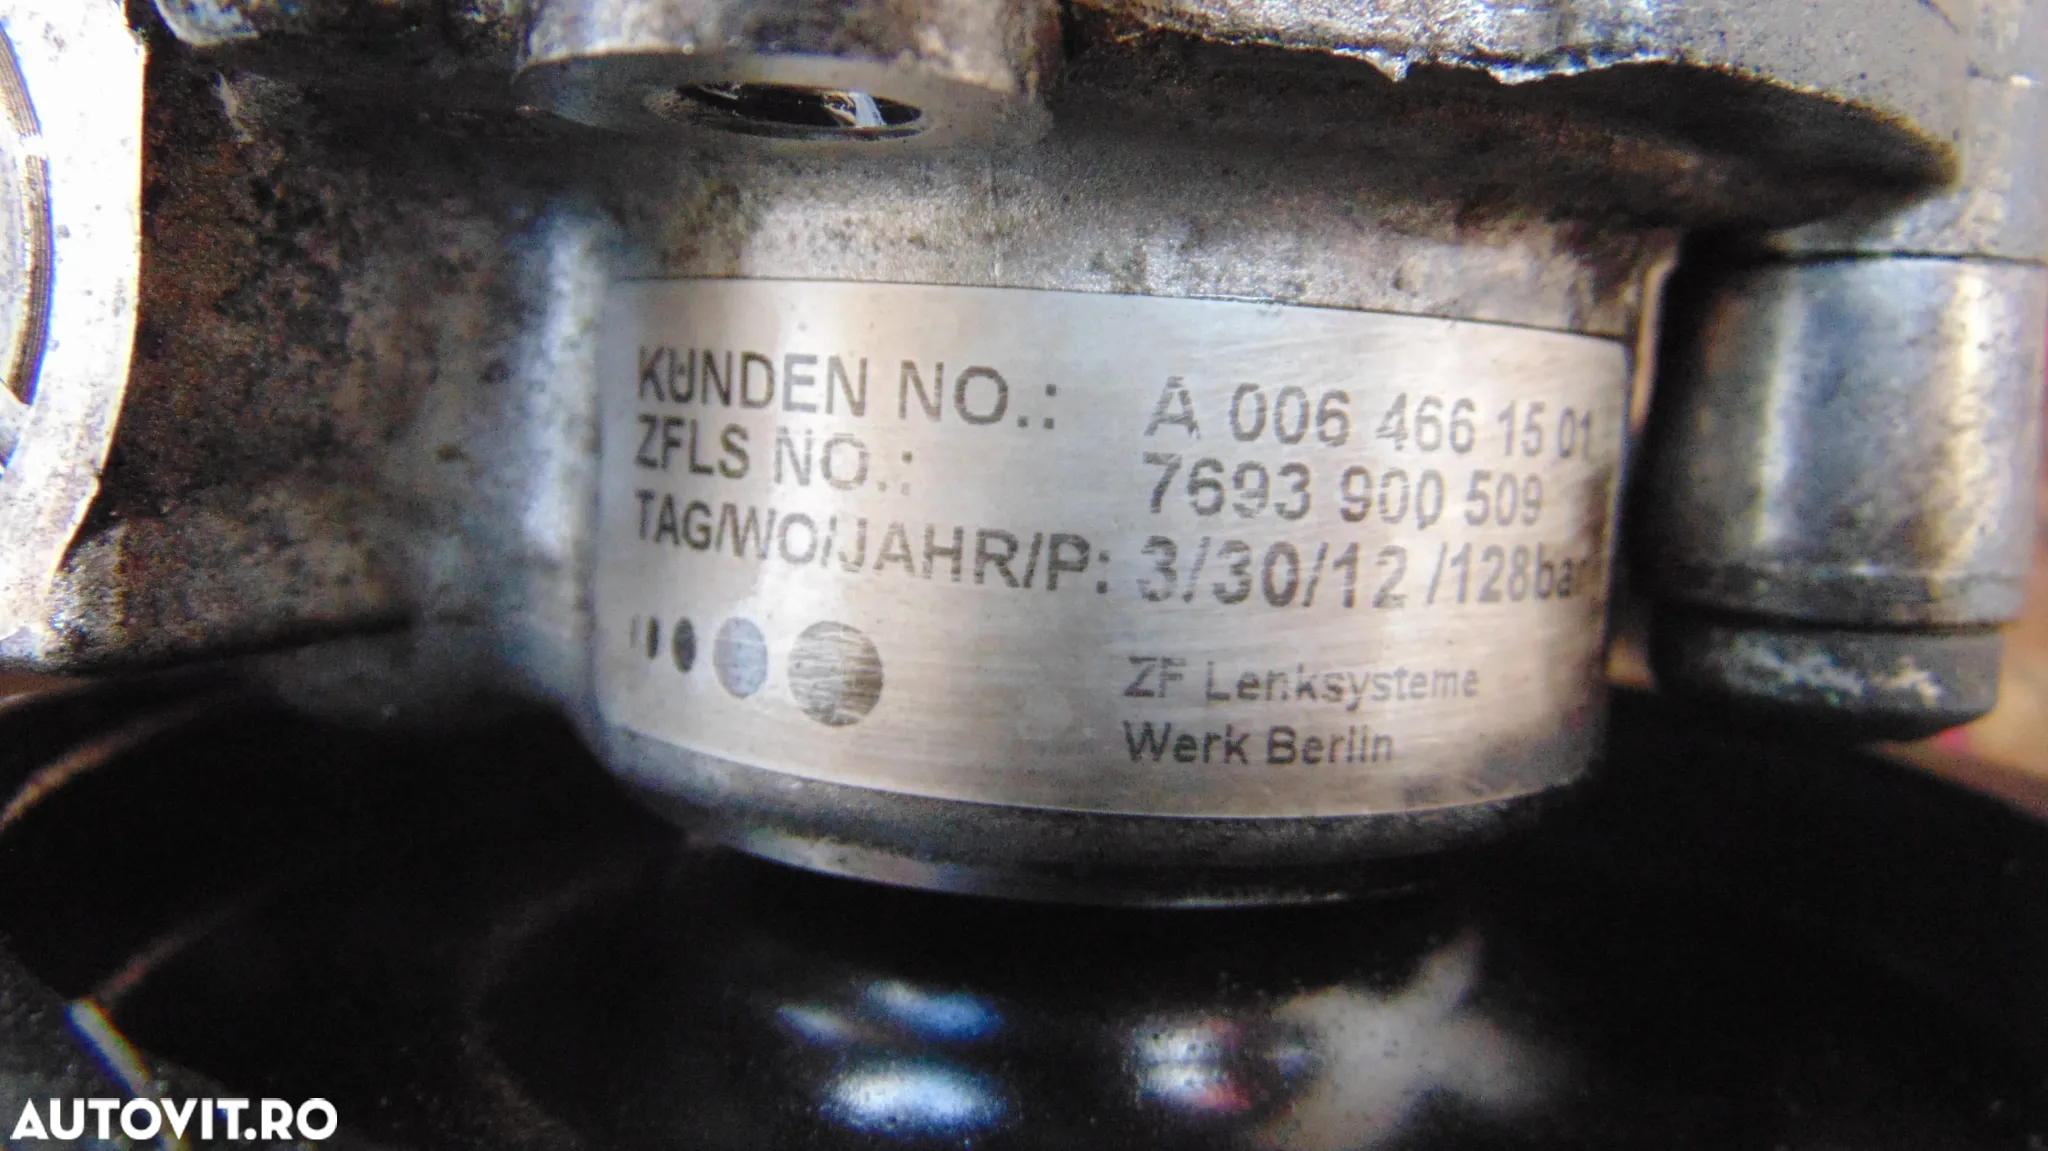 KUNDEN NO.: A 006 466 15 01
ZFLS NO.: 7693 900 509
TAG/WO/JAHR/P: 3/30/12 /128bar
ZF Lenksysteme
Werk Berlin
AUTOVIT.RO